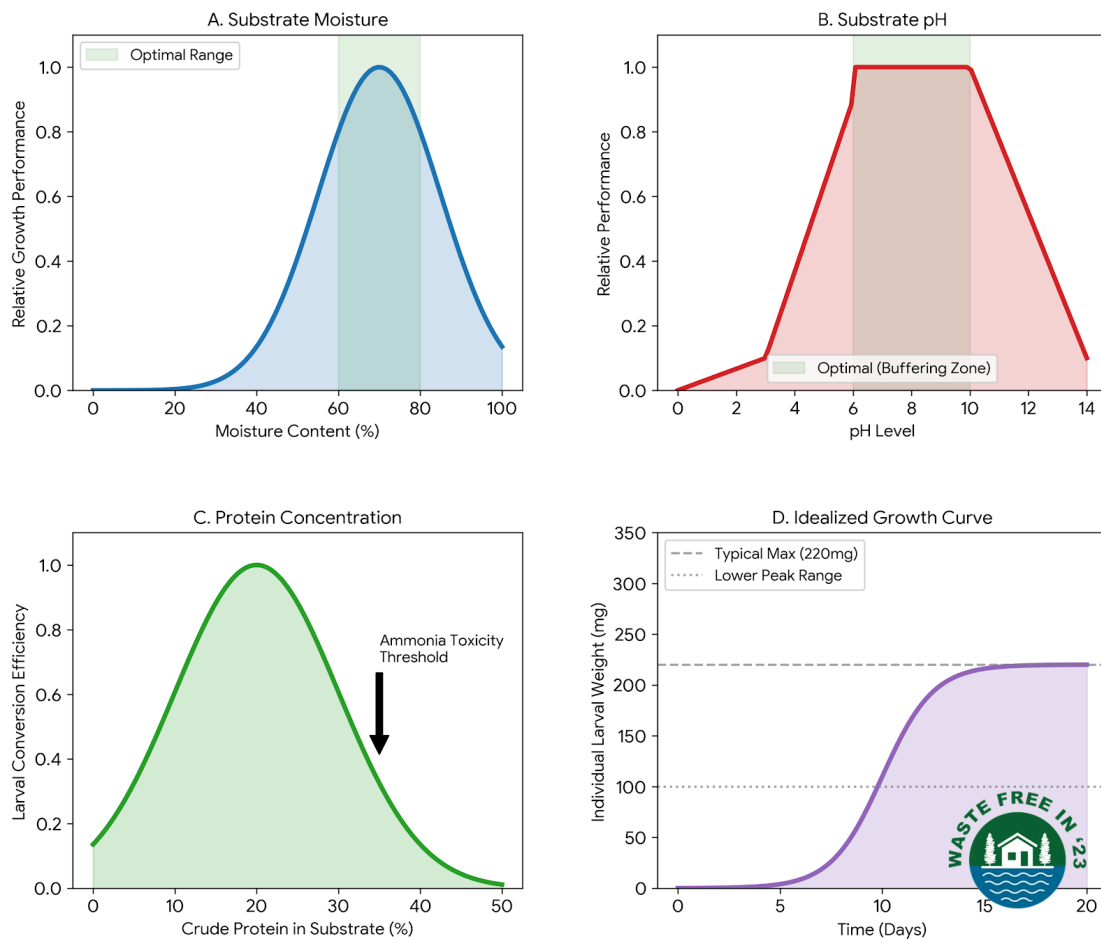 A. Substrate Moisture
Relative Growth Performance
1.0
0.8
0.6
0.4
0.2
0.0
Optimal Range
0 20 40 60 80 100
Moisture Content (%)
B. Substrate pH
Relative Performance
1.0
0.8
0.6
0.4
0.2
0.0
Optimal (Buffering Zone)
0 2 4 6 8 10 12 14
pH Level
C. Protein Concentration
Larval Conversion Efficiency
1.0
0.8
0.6
0.4
0.2
0.0
Ammonia Toxicity
Threshold
0 10 20 30 40 50
Crude Protein in Substrate (%)
D. Idealized Growth Curve
Individual Larval Weight (mg)
350
300
250
200
150
100
50
0
Typical Max (220mg)
Lower Peak Range
WASTE FREE IN '23
0 5 10 15 20
Time (Days)